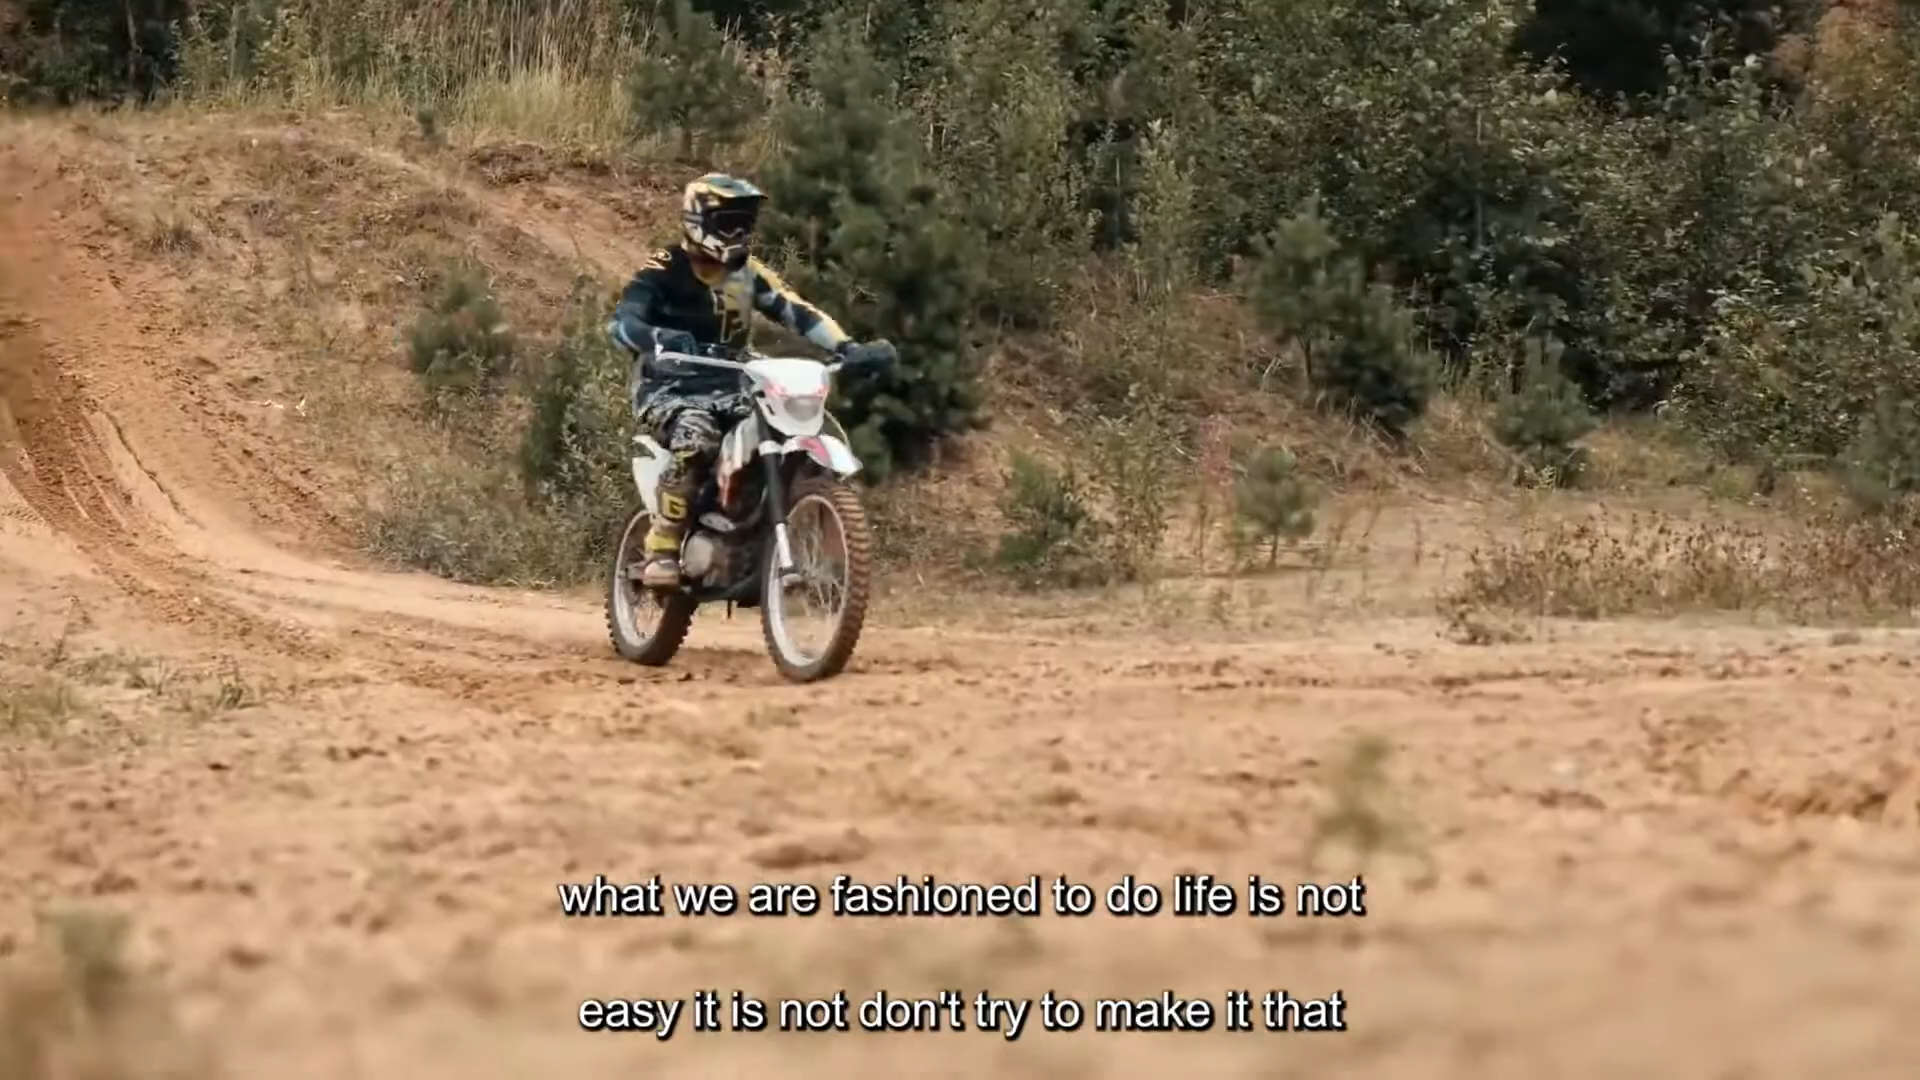 what we are fashioned to do life is not
easy it is not don't try to make it that